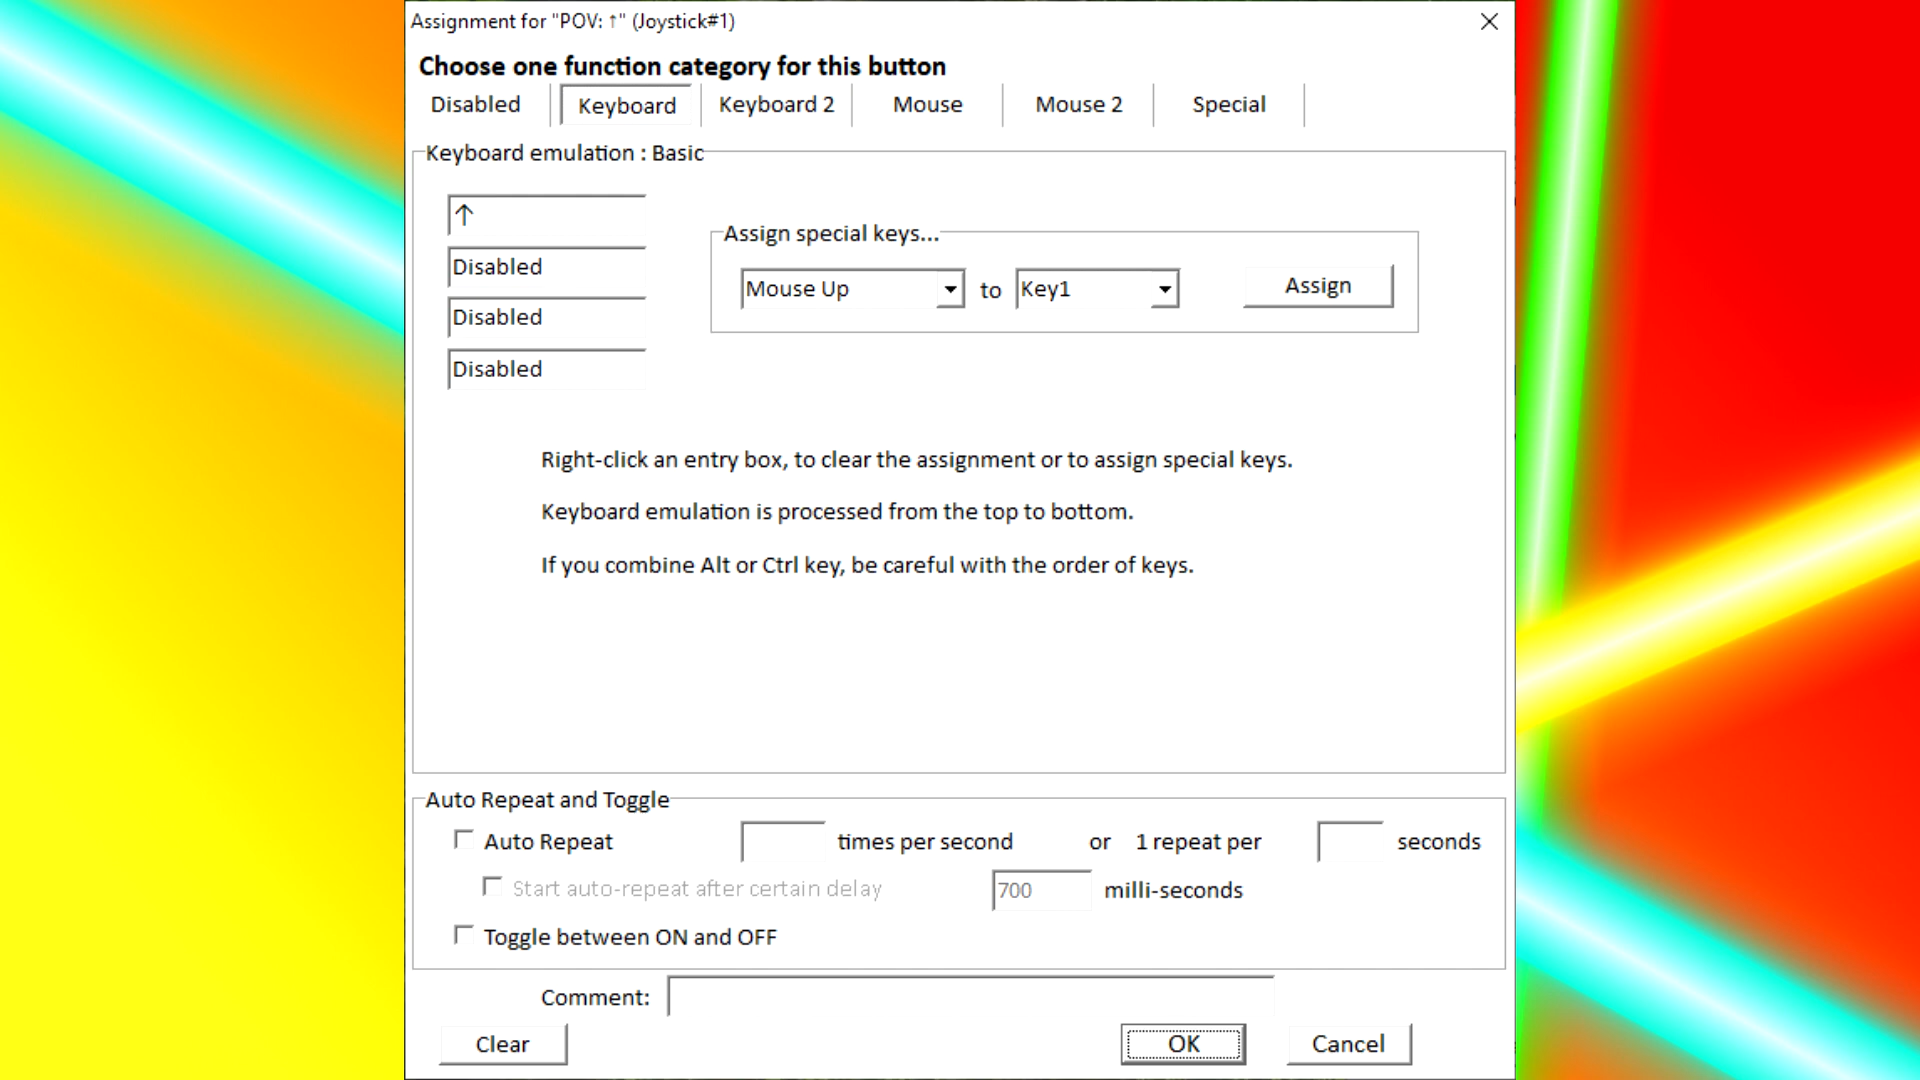 Assignment for "POV: ↑" (Joystick#1)
Choose one function category for this button
Disabled Keyboard Keyboard 2 Mouse Mouse 2 Special
Keyboard emulation : Basic
↑
Disabled
Disabled
Disabled
Assign special keys...
Mouse Up to Key1 Assign
Right-click an entry box, to clear the assignment or to assign special keys.
Keyboard emulation is processed from the top to bottom.
If you combine Alt or Ctrl key, be careful with the order of keys.
Auto Repeat and Toggle
Auto Repeat times per second or 1 repeat per seconds
Start auto-repeat after certain delay 700 milli-seconds
Toggle between ON and OFF
Comment:
Clear OK Cancel